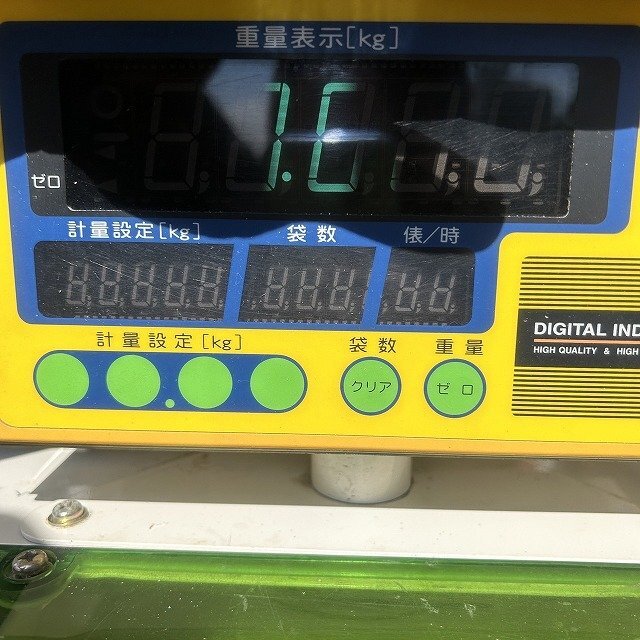 重量表示[kg]
ゼロ
計量設定[kg] 袋数 俵/時
計量設定[kg] 袋数 重量
クリア ゼロ
DIGITAL IND
HIGH QUALITY & HIGH